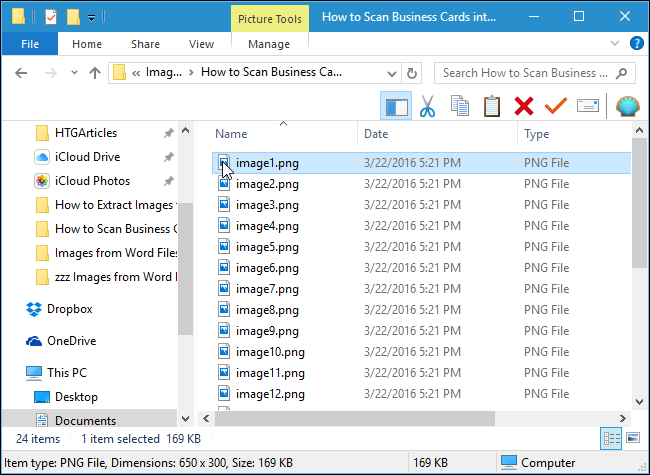 Picture Tools
How to Scan Business Cards int...
File
Home
Share
View
Manage
Imag...
How to Scan Business Ca...
Search How to Scan Business ...
HTGArticles
iCloud Drive
iCloud Photos
How to Extract Images
How to Scan Business C
Images from Word Files
zzz Images from Word
Dropbox
OneDrive
This PC
Desktop
Documents
Name Date Type
image1.png 3/22/2016 5:21 PM PNG File
image2.png 3/22/2016 5:21 PM PNG File
image3.png 3/22/2016 5:21 PM PNG File
image4.png 3/22/2016 5:21 PM PNG File
image5.png 3/22/2016 5:21 PM PNG File
image6.png 3/22/2016 5:21 PM PNG File
image7.png 3/22/2016 5:21 PM PNG File
image8.png 3/22/2016 5:21 PM PNG File
image9.png 3/22/2016 5:21 PM PNG File
image10.png 3/22/2016 5:21 PM PNG File
image11.png 3/22/2016 5:21 PM PNG File
image12.png 3/22/2016 5:21 PM PNG File
24 items 1 item selected 169 KB
Item type: PNG File, Dimensions: 650 x 300, Size: 169 KB 169 KB Computer